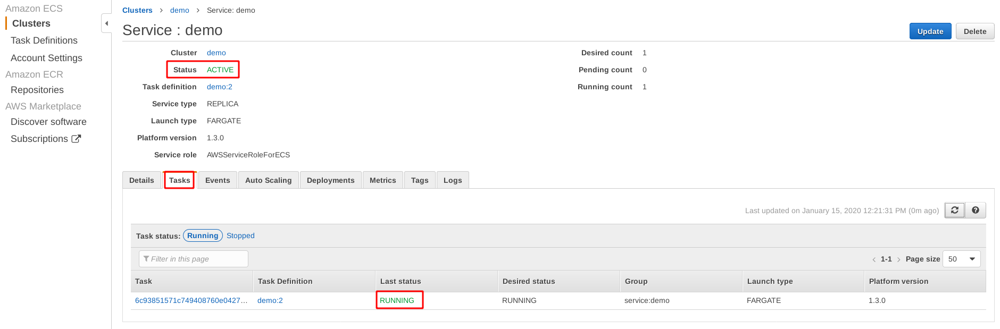 Amazon ECS
Clusters
Task Definitions
Account Settings
Amazon ECR
Repositories
AWS Marketplace
Discover software
Subscriptions
Clusters > demo > Service: demo
Service : demo
Update Delete
Cluster demo
Status ACTIVE
Task definition demo:2
Service type REPLICA
Launch type FARGATE
Platform version 1.3.0
Service role AWSServiceRoleForECS
Desired count 1
Pending count 0
Running count 1
Details Tasks Events Auto Scaling Deployments Metrics Tags Logs
Last updated on January 15, 2020 12:21:31 PM (0m ago)
Task status: Running Stopped
Filter in this page
< 1-1 > Page size 50
Task Task Definition Last status Desired status Group Launch type Platform version
6c93851571c749408760e0427... demo:2 RUNNING RUNNING service:demo FARGATE 1.3.0